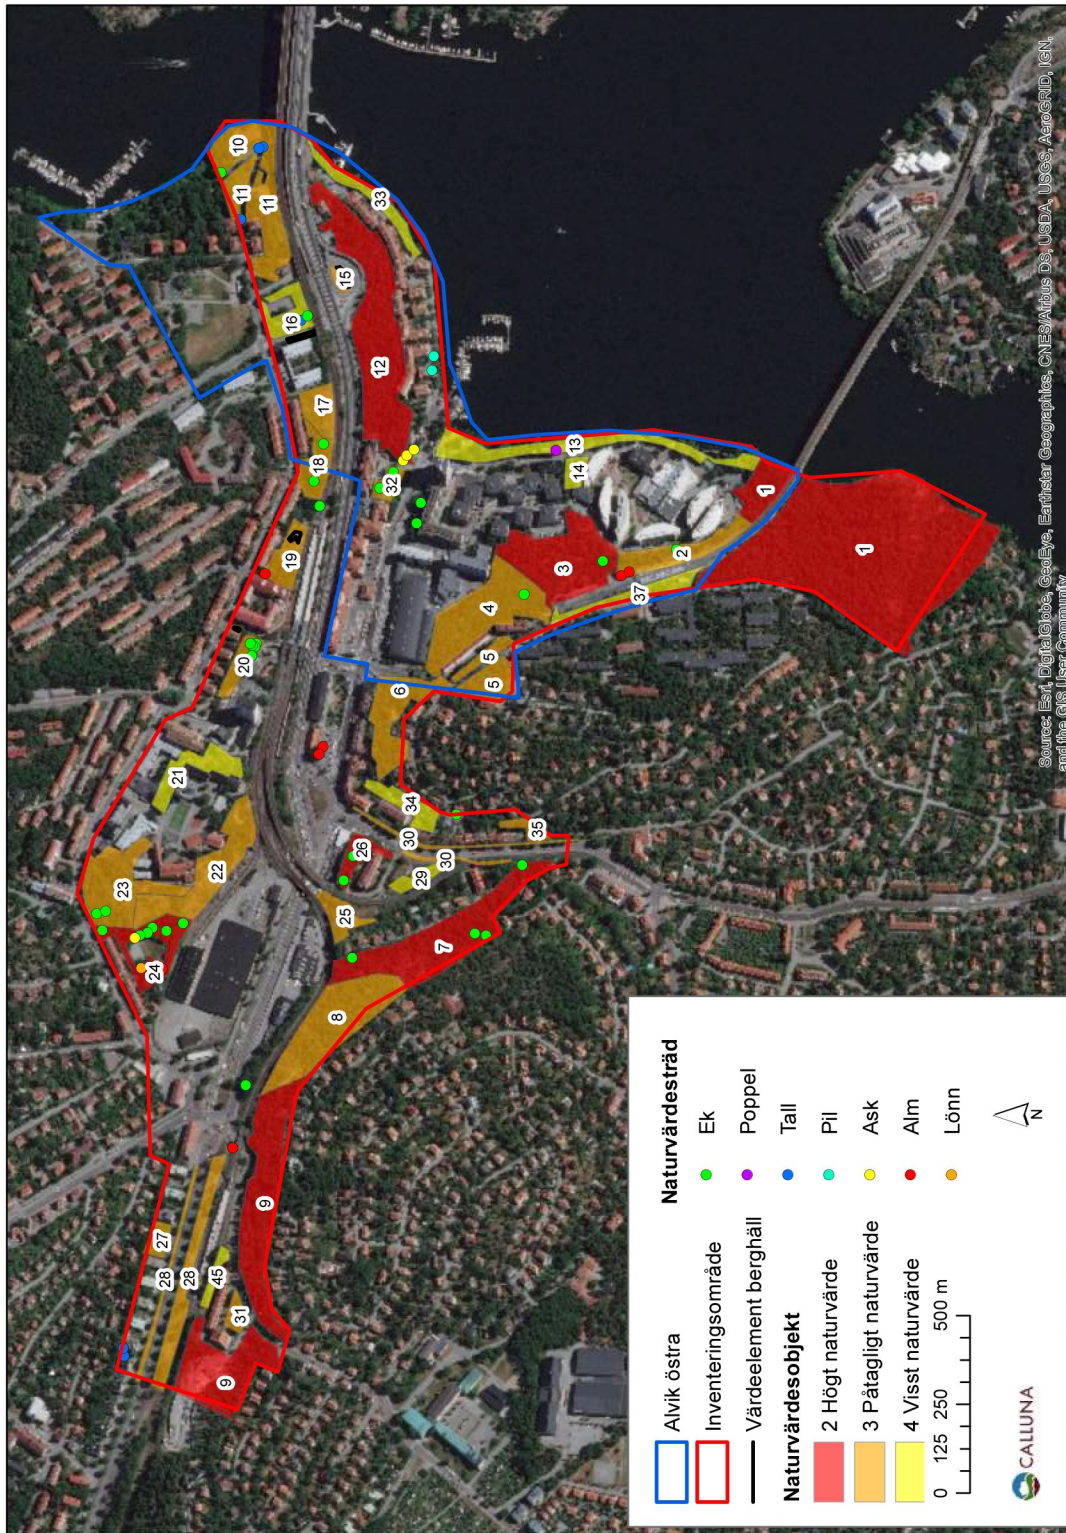 10
11
11
33
15
16
12
17
18
32
13
14
19
1
1
3
2
37
4
5
5
6
20
21
34
35
30
30
29
26
22
23
25
24
7
8
9
27
28
28
45
31
9
Alvik östra
Inventeringsområde
Värdeelement berghäll
Naturvärdesobjekt
2 Högt naturvärde
3 Påtagligt naturvärde
4 Visst naturvärde
0 125 250 500 m
Naturvärdesträd
Ek
Poppel
Tall
Pil
Ask
Alm
Lönn
N
CALLUNA
Source: Esri, DigitalGlobe, GeoEye, Earthstar Geographics, CNES/Airbus DS, USDA, USGS, AeroGRID, IGN,
and the GIS User Community